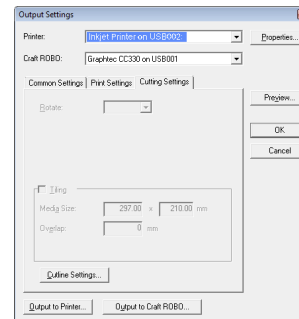 Output Settings
Printer: Inkjet Printer on USB002 Properties...
Craft ROBO: Graphtec CC330 on USB001
Common Settings Print Settings Cutting Settings
Rotate: Preview...
OK
Cancel
Tiling
Media Size: 297.00 x 210.00 mm
Overlap: 0 mm
Cutline Settings...
Output to Printer... Output to Craft ROBO...